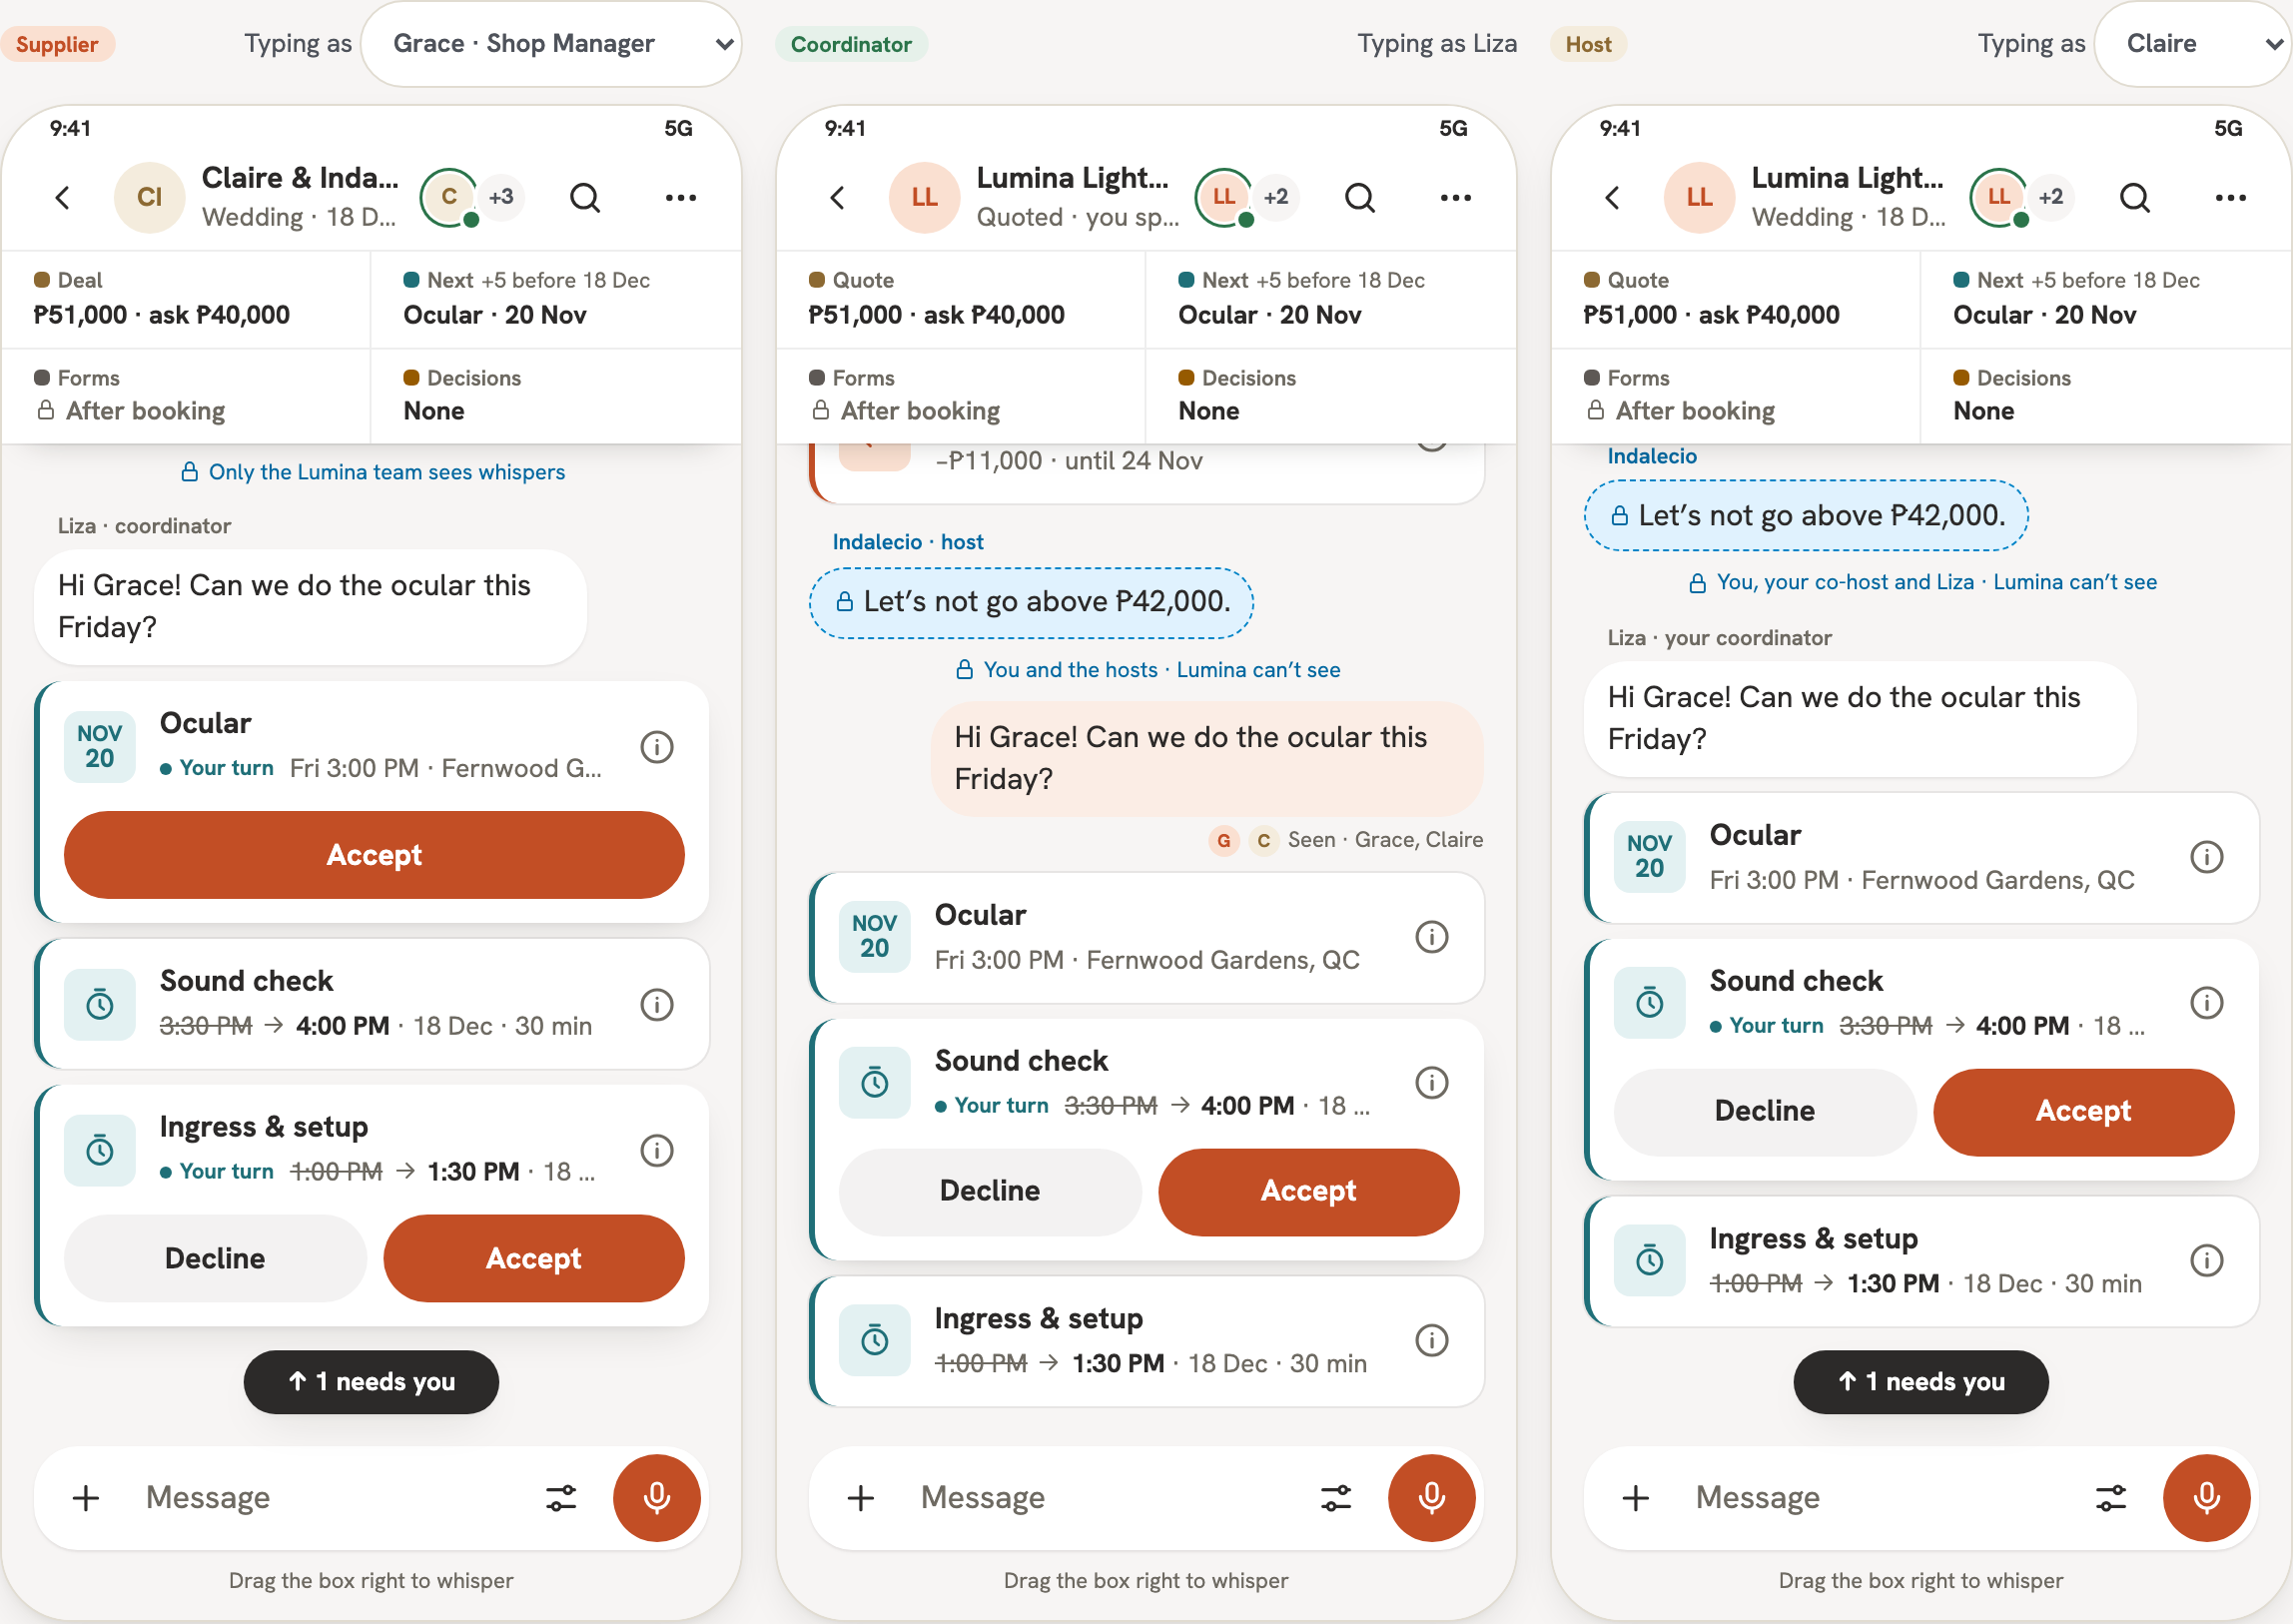 Supplier
Typing as
Grace · Shop Manager
9:41
5G
CI
Claire & Inda...
Wedding · 18 D...
C
+3
Deal
₱51,000 · ask ₱40,000
Next +5 before 18 Dec
Ocular · 20 Nov
Forms
After booking
Decisions
None
Only the Lumina team sees whispers
Liza · coordinator
Hi Grace! Can we do the ocular this
Friday?
NOV
20
Ocular
Your turn Fri 3:00 PM · Fernwood G...
Accept
Sound check
3:30 PM → 4:00 PM · 18 Dec · 30 min
Ingress & setup
Your turn 1:00 PM → 1:30 PM · 18 ...
Decline
Accept
↑ 1 needs you
Message
Drag the box right to whisper
Coordinator
Typing as Liza
9:41
5G
LL
Lumina Light...
Quoted · you sp...
LL
+2
Quote
₱51,000 · ask ₱40,000
Next +5 before 18 Dec
Ocular · 20 Nov
Forms
After booking
Decisions
None
−₱11,000 · until 24 Nov
Indalecio · host
Let’s not go above ₱42,000.
You and the hosts · Lumina can’t see
Hi Grace! Can we do the ocular this
Friday?
G C Seen · Grace, Claire
NOV
20
Ocular
Fri 3:00 PM · Fernwood Gardens, QC
Sound check
Your turn 3:30 PM → 4:00 PM · 18 ...
Decline
Accept
Ingress & setup
1:00 PM → 1:30 PM · 18 Dec · 30 min
Message
Drag the box right to whisper
Host
Typing as
Claire
9:41
5G
LL
Lumina Light...
Wedding · 18 D...
LL
+2
Quote
₱51,000 · ask ₱40,000
Next +5 before 18 Dec
Ocular · 20 Nov
Forms
After booking
Decisions
None
Indalecio
Let’s not go above ₱42,000.
You, your co-host and Liza · Lumina can’t see
Liza · your coordinator
Hi Grace! Can we do the ocular this
Friday?
NOV
20
Ocular
Fri 3:00 PM · Fernwood Gardens, QC
Sound check
Your turn 3:30 PM → 4:00 PM · 18 ...
Decline
Accept
Ingress & setup
1:00 PM → 1:30 PM · 18 Dec · 30 min
↑ 1 needs you
Message
Drag the box right to whisper